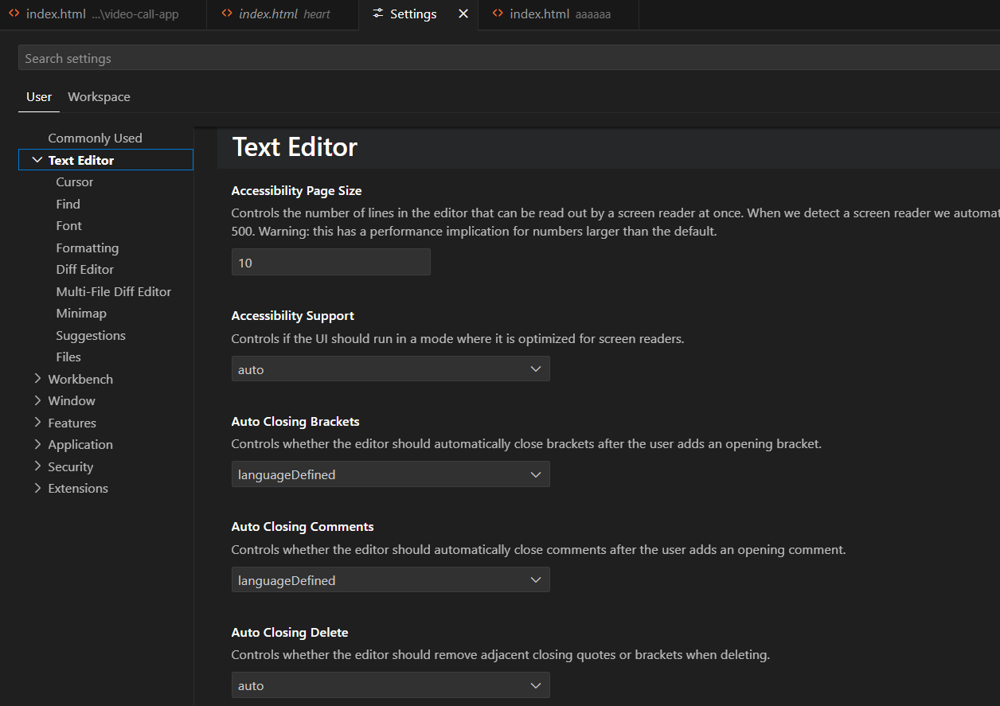 index.html ...\video-call-app
index.html heart
Settings
index.html aaaaaa
Search settings
User
Workspace
Commonly Used
Text Editor
Cursor
Find
Font
Formatting
Diff Editor
Multi-File Diff Editor
Minimap
Suggestions
Files
Workbench
Window
Features
Application
Security
Extensions
Text Editor
Accessibility Page Size
Controls the number of lines in the editor that can be read out by a screen reader at once. When we detect a screen reader we automat
500. Warning: this has a performance implication for numbers larger than the default.
10
Accessibility Support
Controls if the UI should run in a mode where it is optimized for screen readers.
auto
Auto Closing Brackets
Controls whether the editor should automatically close brackets after the user adds an opening bracket.
languageDefined
Auto Closing Comments
Controls whether the editor should automatically close comments after the user adds an opening comment.
languageDefined
Auto Closing Delete
Controls whether the editor should remove adjacent closing quotes or brackets when deleting.
auto